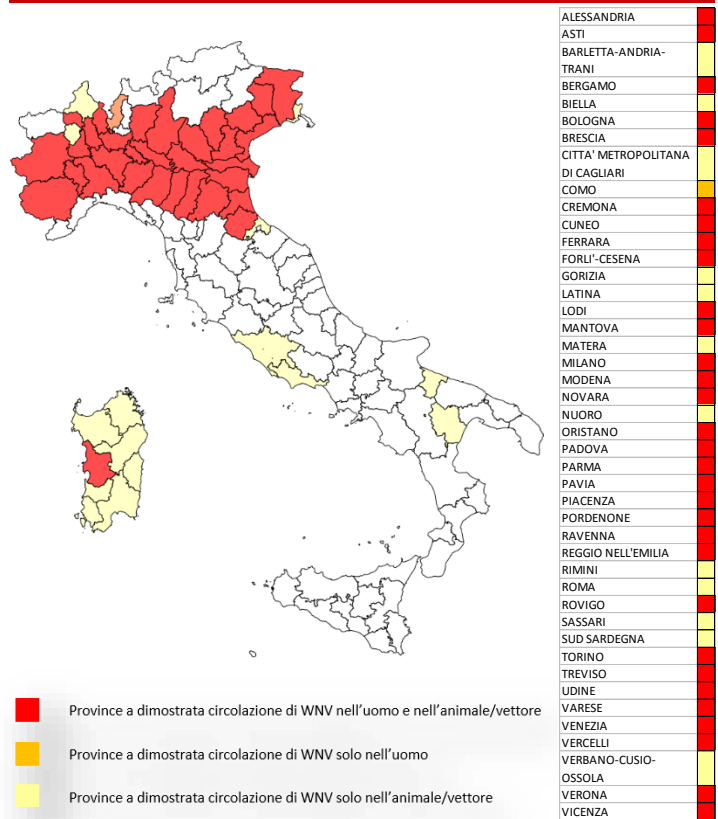 ALESSANDRIA
ASTI
BARLETTA-ANDRIA-
TRANI
BERGAMO
BIELLA
BOLOGNA
BRESCIA
CITTA' METROPOLITANA
DI CAGLIARI
COMO
CREMONA
CUNEO
FERRARA
FORLI'-CESENA
GORIZIA
LATINA
LODI
MANTOVA
MATERA
MILANO
MODENA
NOVARA
NUORO
ORISTANO
PADOVA
PARMA
PAVIA
PIACENZA
PORDENONE
RAVENNA
REGGIO NELL'EMILIA
RIMINI
ROMA
ROVIGO
SASSARI
SUD SARDEGNA
TORINO
TREVISO
UDINE
VARESE
VENEZIA
VERCELLI
VERBANO-CUSIO-
OSSOLA
VERONA
VICENZA
Province a dimostrata circolazione di WNV nell'uomo e nell'animale/vettore
Province a dimostrata circolazione di WNV solo nell'uomo
Province a dimostrata circolazione di WNV solo nell'animale/vettore